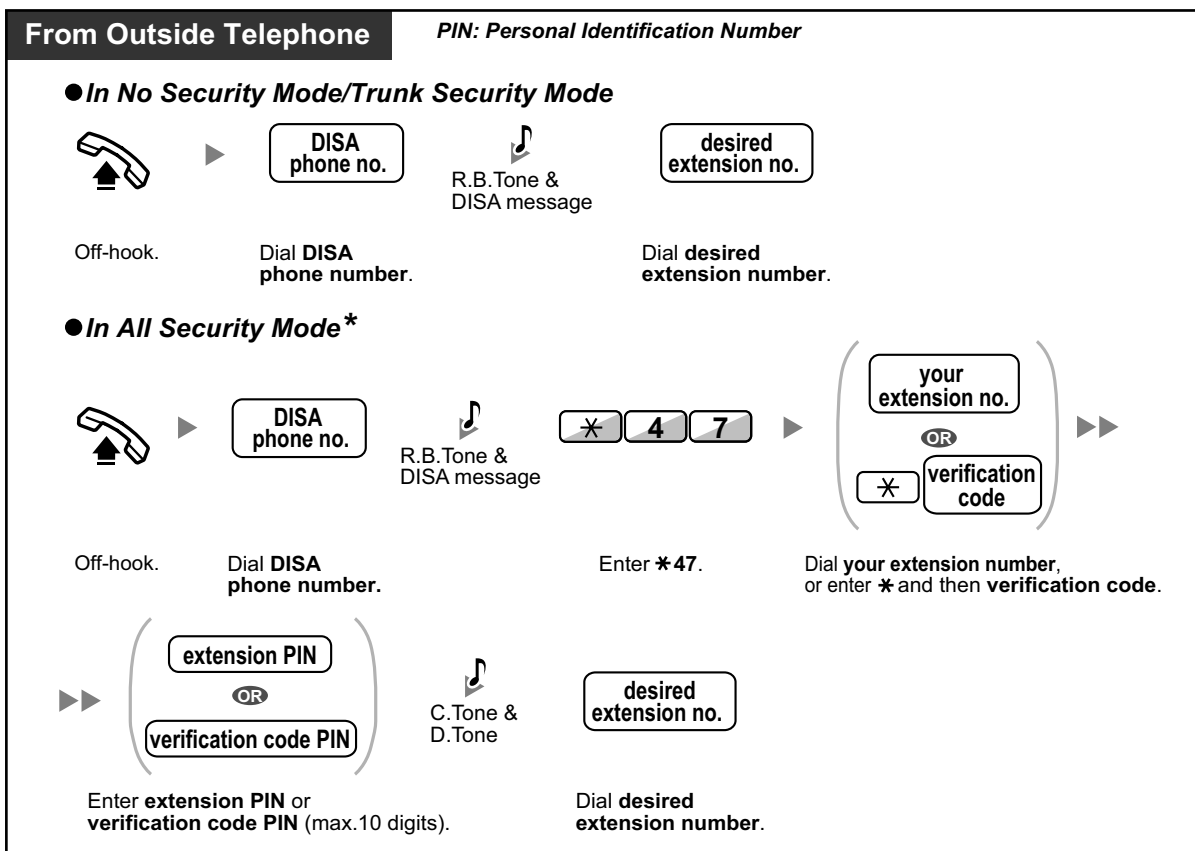 From Outside Telephone
PIN: Personal Identification Number
●In No Security Mode/Trunk Security Mode
DISA
phone no.
R.B.Tone &
DISA message
desired
extension no.
Off-hook.
Dial DISA
phone number.
Dial desired
extension number.
●In All Security Mode*
DISA
phone no.
R.B.Tone &
DISA message
* 4 7
your
extension no.
OR
* verification
code
Off-hook.
Dial DISA
phone number.
Enter *47.
Dial your extension number,
or enter * and then verification code.
extension PIN
OR
verification code PIN
C.Tone &
D.Tone
desired
extension no.
Enter extension PIN or
verification code PIN (max.10 digits).
Dial desired
extension number.